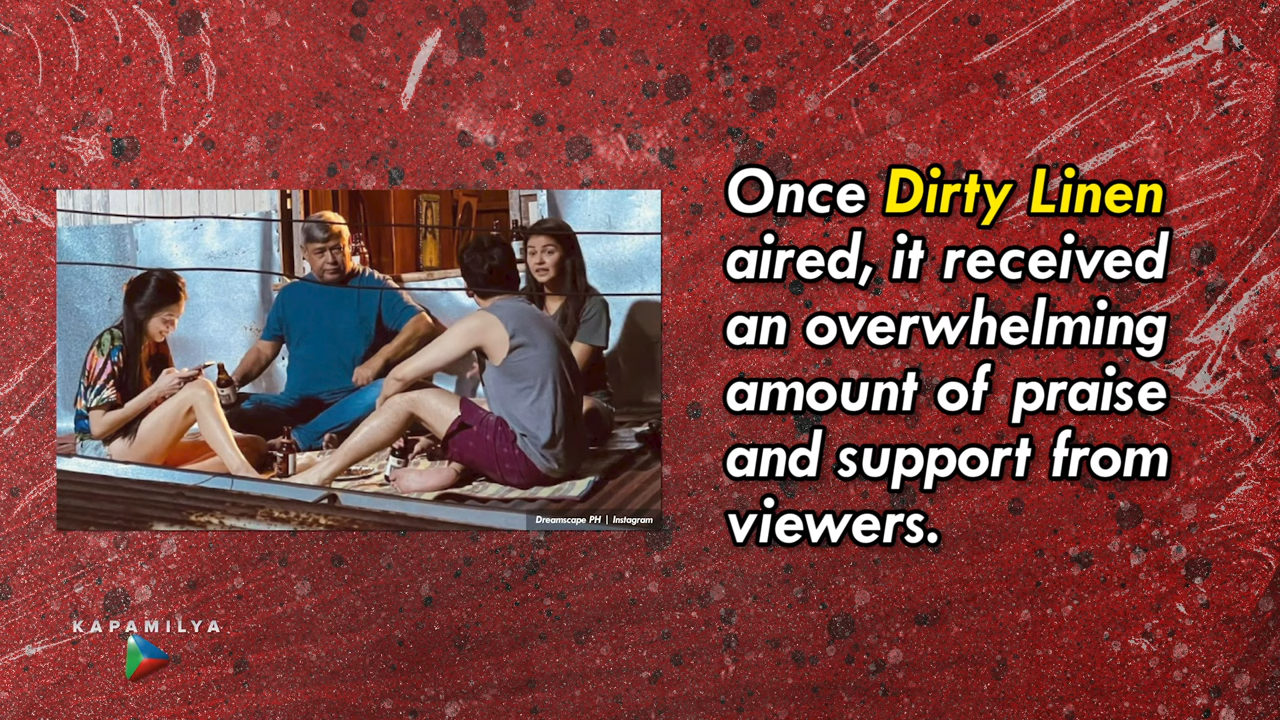 Once Dirty Linen
aired, it received
an overwhelming
amount of praise
and support from
viewers.
Dreamscape PH | Instagram
KAPAMILYA